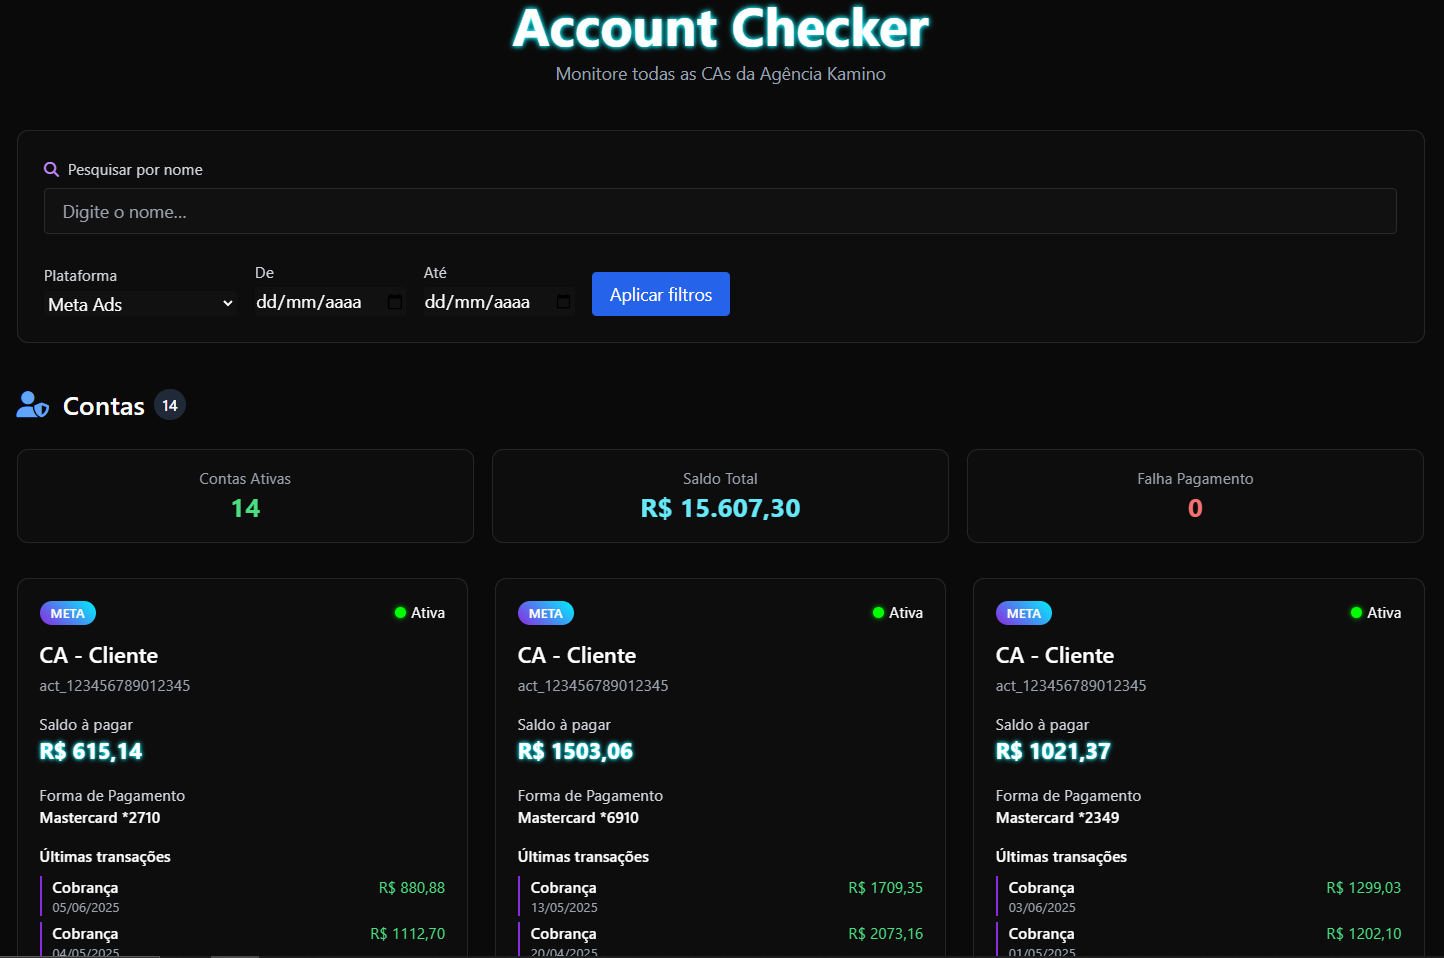 Account Checker
Monitore todas as CAs da Agência Kamino
Pesquisar por nome
Digite o nome...
Plataforma
Meta Ads
De
dd/mm/aaaa
Até
dd/mm/aaaa
Aplicar filtros
Contas 14
Contas Ativas
14
Saldo Total
R$ 15.607,30
Falha Pagamento
0
META
Ativa
CA - Cliente
act_123456789012345
Saldo à pagar
R$ 615,14
Forma de Pagamento
Mastercard *2710
Últimas transações
Cobrança R$ 880,88
05/06/2025
Cobrança R$ 1112,70
04/05/2025
META
Ativa
CA - Cliente
act_123456789012345
Saldo à pagar
R$ 1503,06
Forma de Pagamento
Mastercard *6910
Últimas transações
Cobrança R$ 1709,35
13/05/2025
Cobrança R$ 2073,16
20/04/2025
META
Ativa
CA - Cliente
act_123456789012345
Saldo à pagar
R$ 1021,37
Forma de Pagamento
Mastercard *2349
Últimas transações
Cobrança R$ 1299,03
03/06/2025
Cobrança R$ 1202,10
01/05/2025